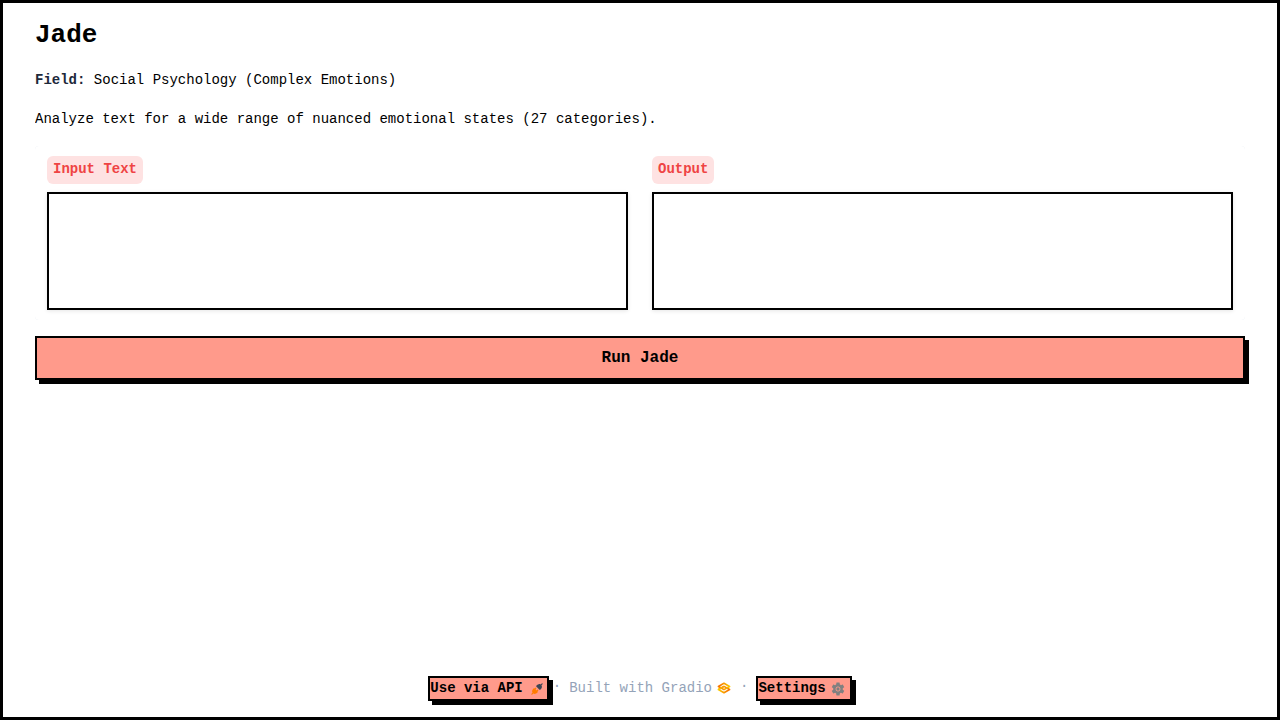 Jade
Field: Social Psychology (Complex Emotions)
Analyze text for a wide range of nuanced emotional states (27 categories).
Input Text
Output
Run Jade
Use via API
· Built with Gradio
· Settings